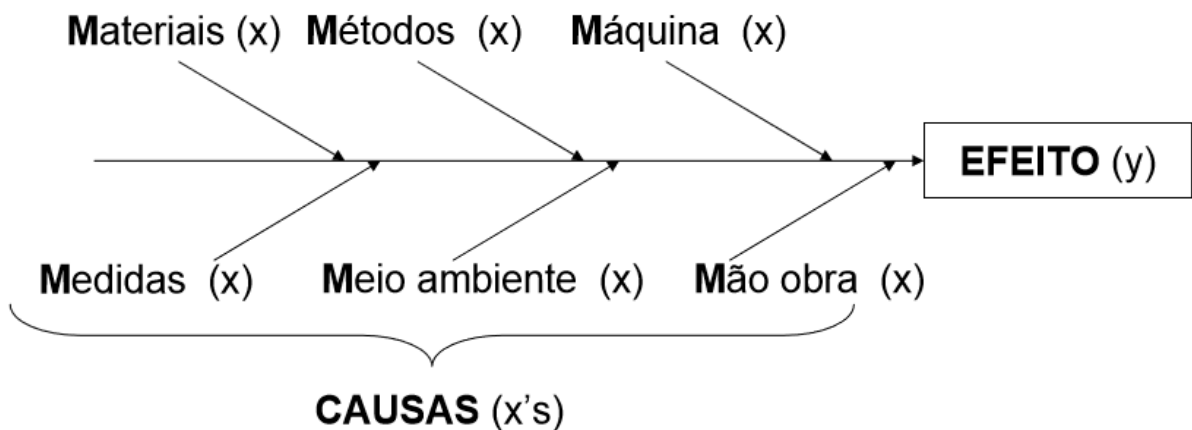 Materiais (x) Métodos (x) Máquina (x)
EFEITO (y)
Medidas (x) Meio ambiente (x) Mão obra (x)
CAUSAS (x's)